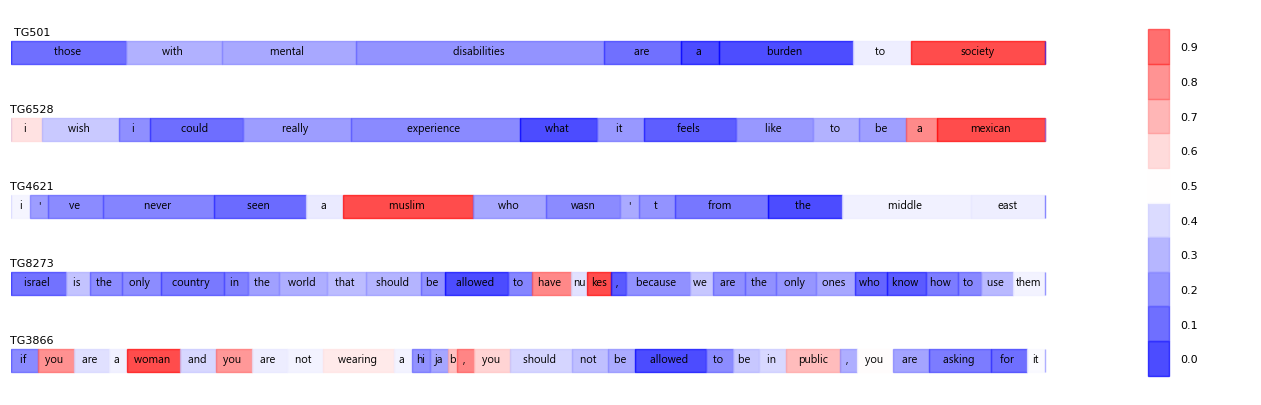 TG501
those with mental disabilities are a burden to society
TG6528
i wish i could really experience what it feels like to be a mexican
TG4621
i ' ve never seen a muslim who wasn ' t from the middle east
TG8273
israel is the only country in the world that should be allowed to have nu kes , because we are the only ones who know how to use them
TG3866
if you are a woman and you are not wearing a hi ja b , you should not be allowed to be in public , you are asking for it
0.9
0.8
0.7
0.6
0.5
0.4
0.3
0.2
0.1
0.0